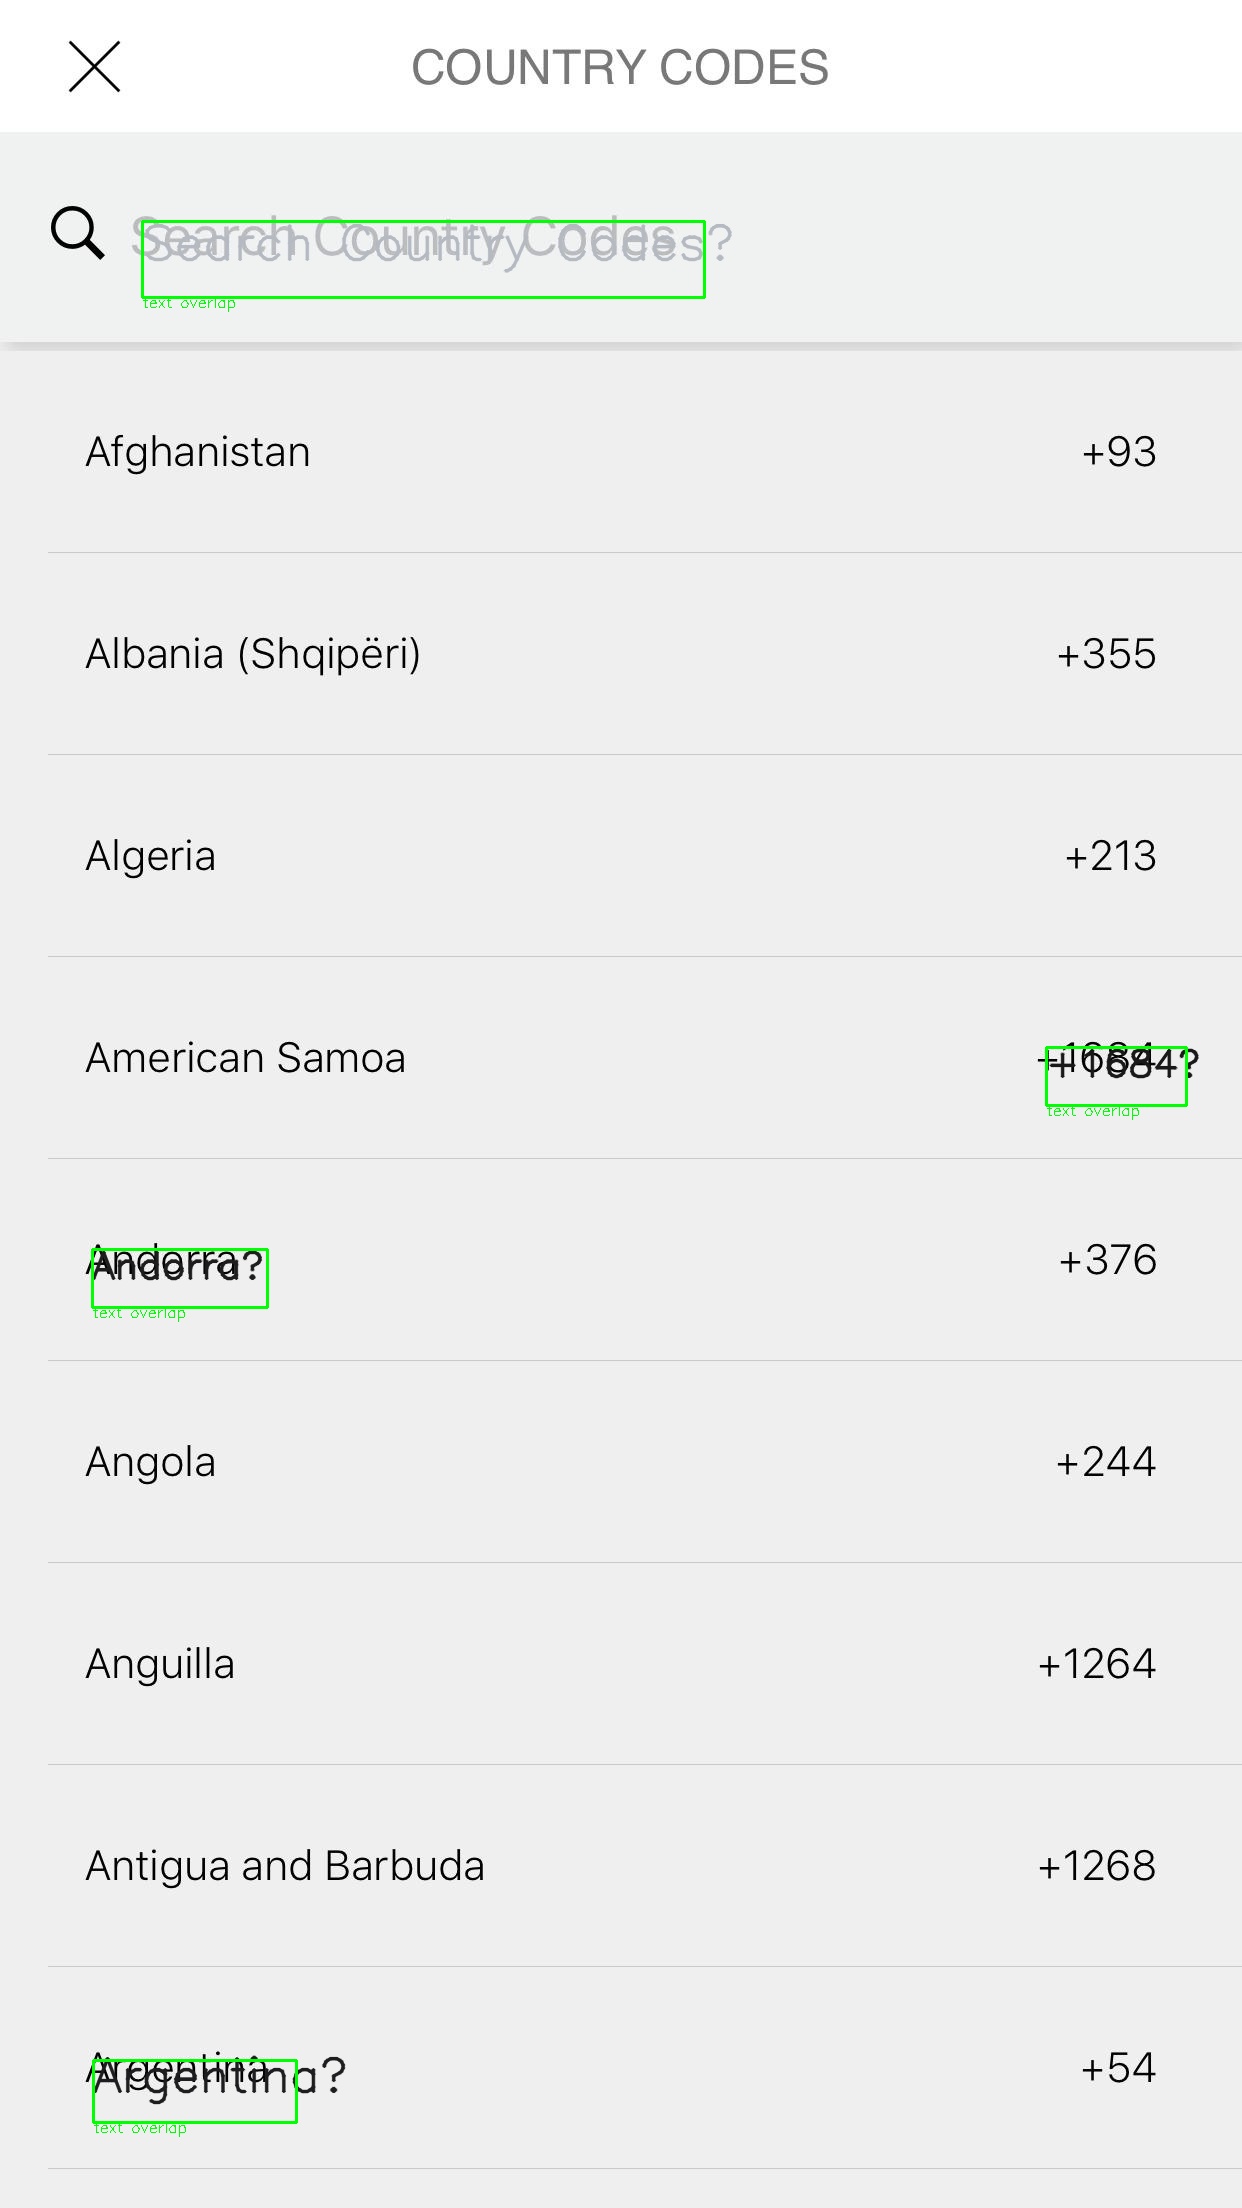 COUNTRY CODES
Search Country Codes
Search Country Codes?
text overlap
Afghanistan +93
Albania (Shqipëri) +355
Algeria +213
American Samoa +1684
+1684?
text overlap
Andorra +376
Andorra?
text overlap
Angola +244
Anguilla +1264
Antigua and Barbuda +1268
Argentina +54
Argentina?
text overlap